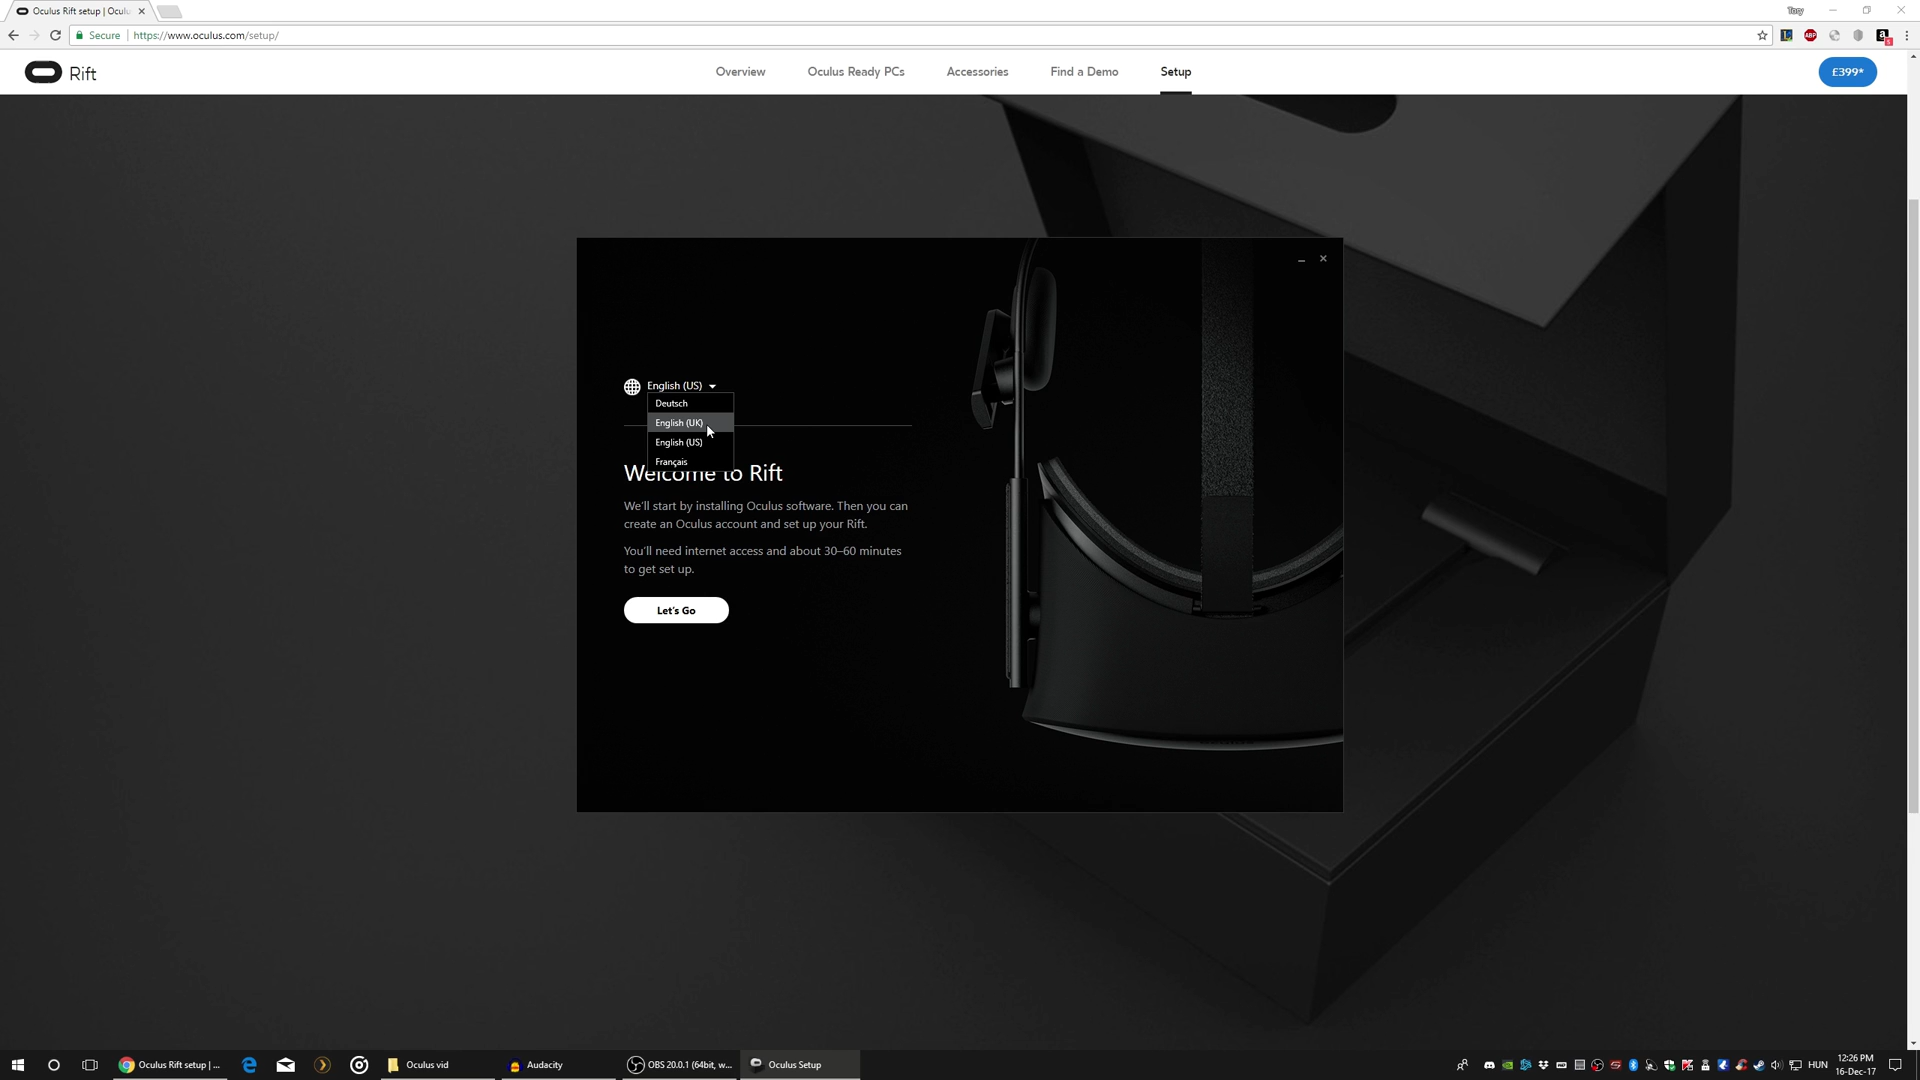 Oculus Rift setup | Ocul
Tory
Secure
https://www.oculus.com/setup/
ABP
Rift
Overview
Oculus Ready PCs
Accessories
Find a Demo
Setup
£399*
English (US)
Deutsch
English (UK)
English (US)
Français
Welcome to Rift
We'll start by installing Oculus software. Then you can
create an Oculus account and set up your Rift.
You'll need internet access and about 30–60 minutes
to get set up.
Let's Go
Oculus Rift setup | ...
Oculus vid
Audacity
OBS 20.0.1 (64bit, w...
Oculus Setup
HUN
12:26 PM
16-Dec-17